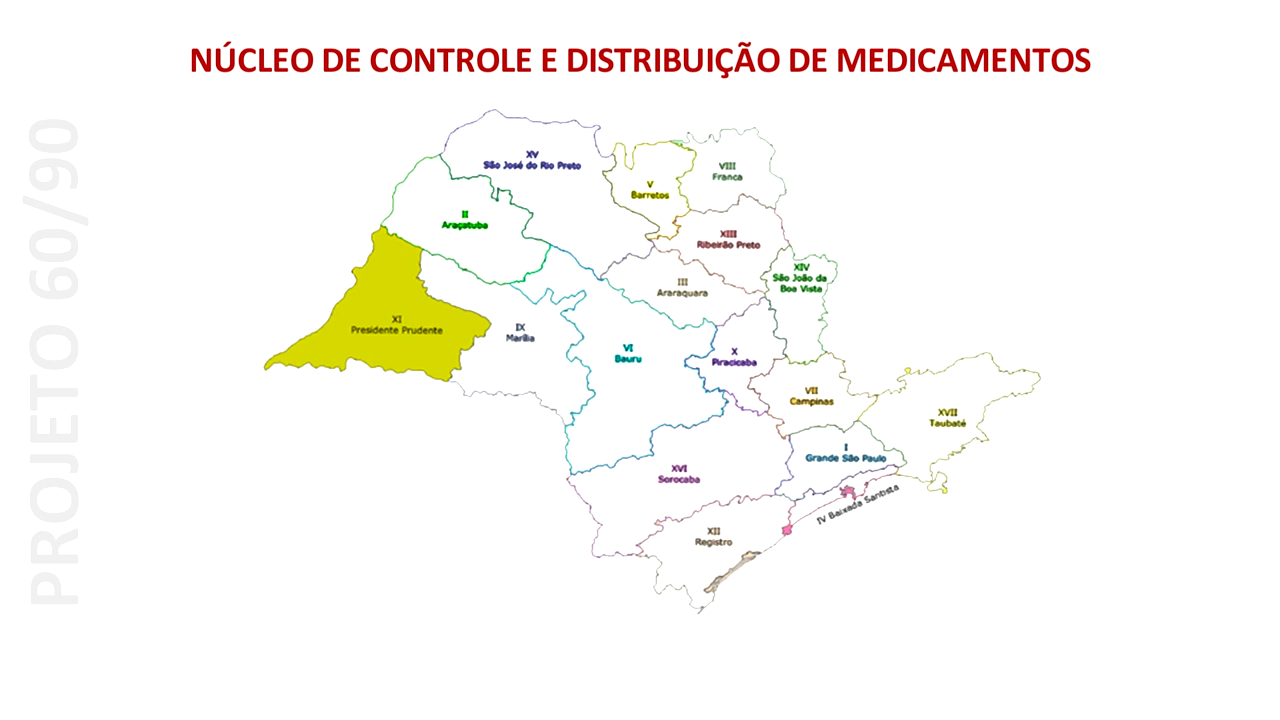 NÚCLEO DE CONTROLE E DISTRIBUIÇÃO DE MEDICAMENTOS
PROJETO 60/90
XV
São José do Rio Preto
V
Barretos
VIII
Franca
II
Araçatuba
XIII
Ribeirão Preto
XIV
São João da
Boa Vista
III
Araraquara
XI
Presidente Prudente
IX
Marília
VI
Bauru
X
Piracicaba
VII
Campinas
XVII
Taubaté
I
Grande São Paulo
XVI
Sorocaba
IV Baixada Santista
XII
Registro